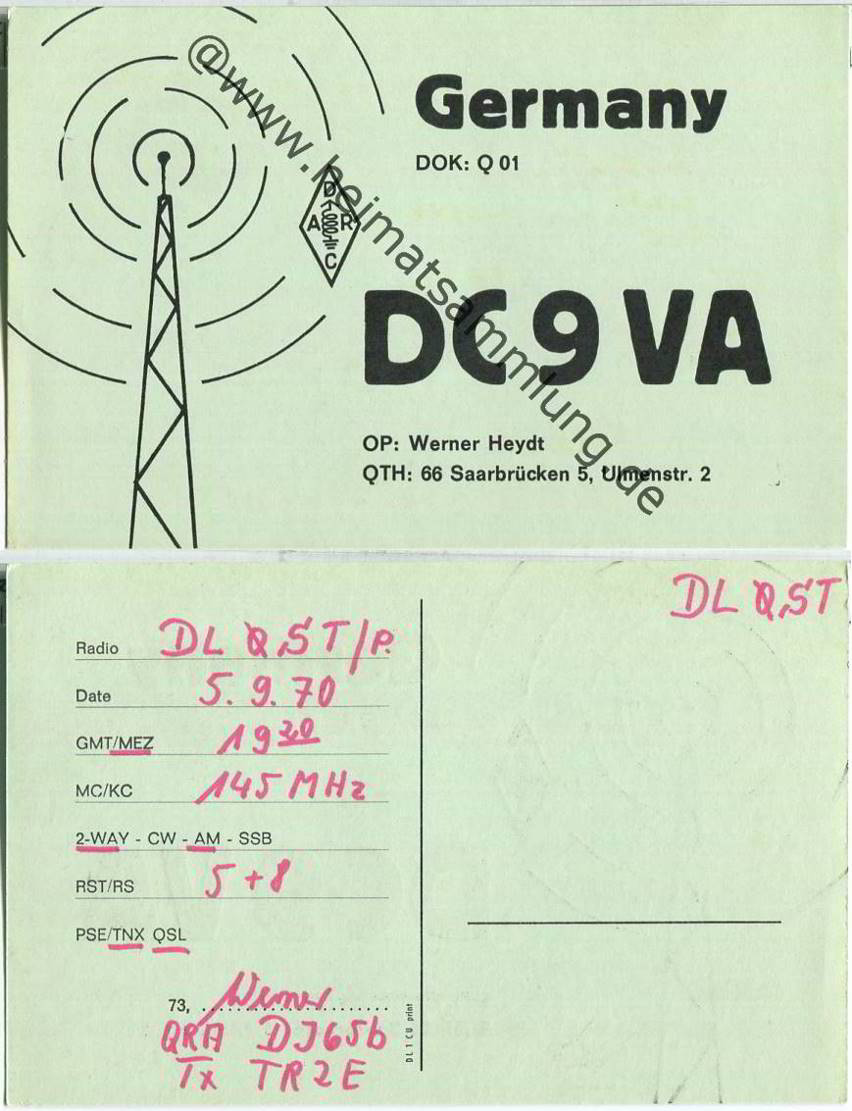 Germany
DOK: Q 01
D
A R
C
DC9VA
OP: Werner Heydt
QTH: 66 Saarbrücken 5, Ulmenstr. 2
@www.heimatsammlung.de
DL QST
Radio DL QST/P.
Date 5. 9. 70
GMT/MEZ 19 20
MC/KC 145 MHz
2-WAY - CW - AM - SSB
RST/RS 5 + 8
PSE/TNX QSL
73, Werner
QRA DJ65b
Tx TR2E
DL1CU print